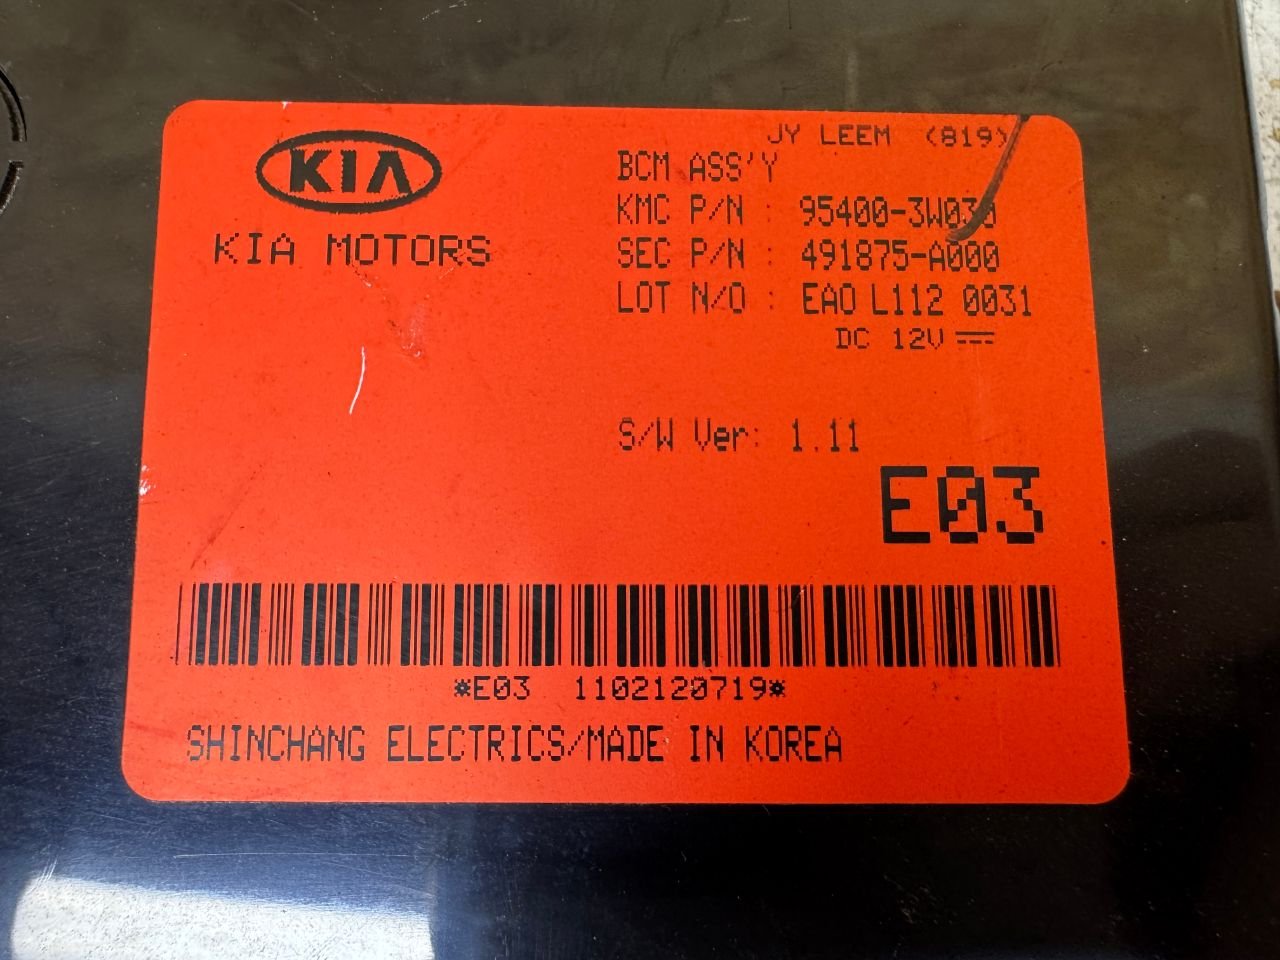 KIA
KIA MOTORS
JY LEEM (819)
BCM ASS'Y
KMC P/N : 95400-3W030
SEC P/N : 491875-A000
LOT N/O : EAO L112 0031
DC 12V
S/W Ver: 1.11
E03
*E03 1102120719*
SHINCHANG ELECTRICS/MADE IN KOREA